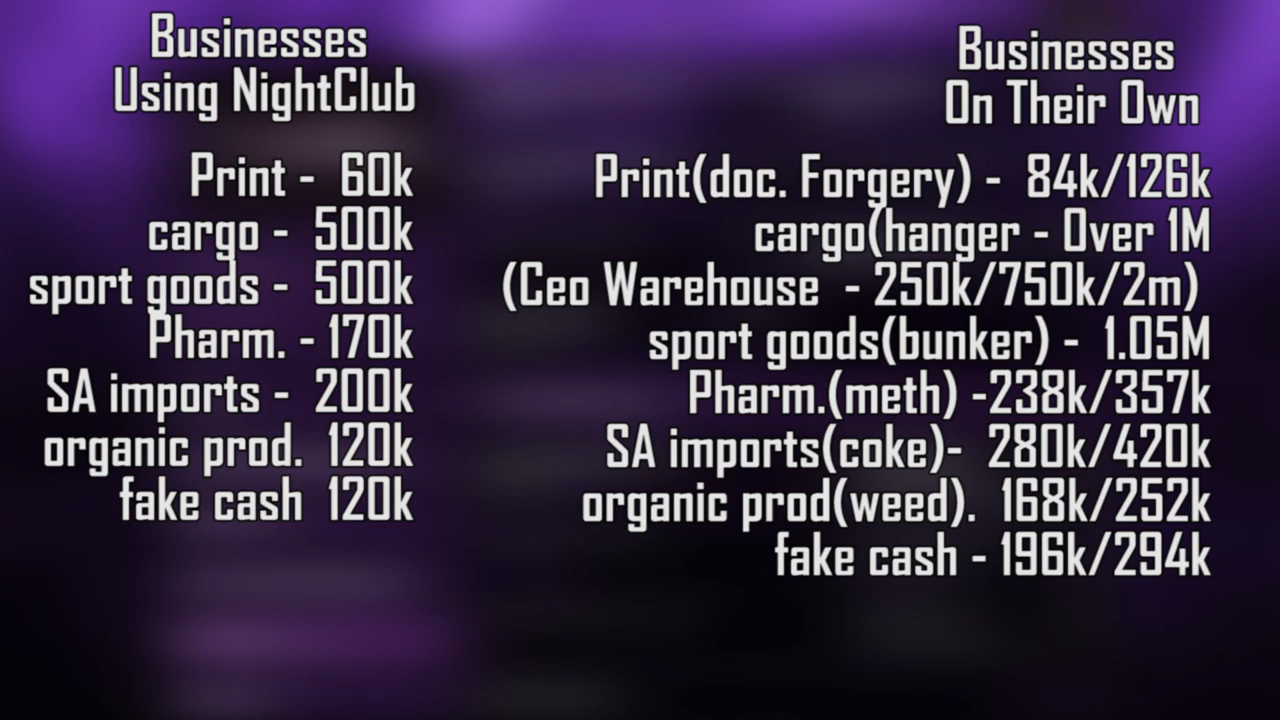 Businesses
Using NightClub
Print - 60k
cargo - 500k
sport goods - 500k
Pharm. - 170k
SA imports - 200k
organic prod. 120k
fake cash 120k
Businesses
On Their Own
Print(doc. Forgery) - 84k/126k
cargo(hanger - Over 1M
(Ceo Warehouse - 250k/750k/2m)
sport goods(bunker) - 1.05M
Pharm.(meth) -238k/357k
SA imports(coke)- 280k/420k
organic prod(weed). 168k/252k
fake cash - 196k/294k